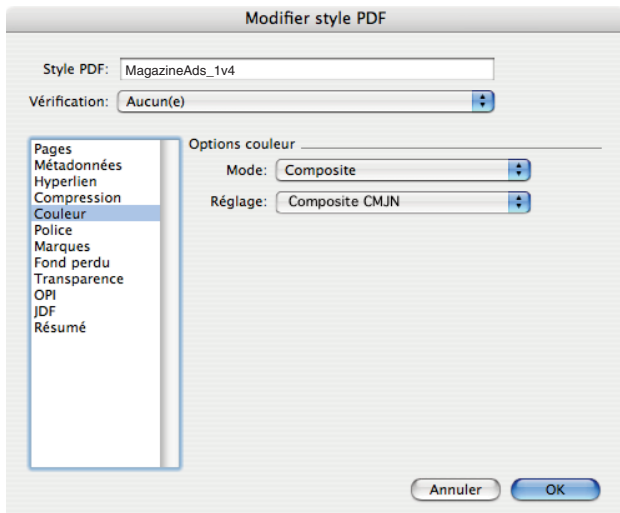 Modifier style PDF
Style PDF: MagazineAds_1v4
Vérification: Aucun(e)
Pages
Métadonnées
Hyperlien
Compression
Couleur
Police
Marques
Fond perdu
Transparence
OPI
JDF
Résumé
Options couleur
Mode: Composite
Réglage: Composite CMJN
Annuler OK